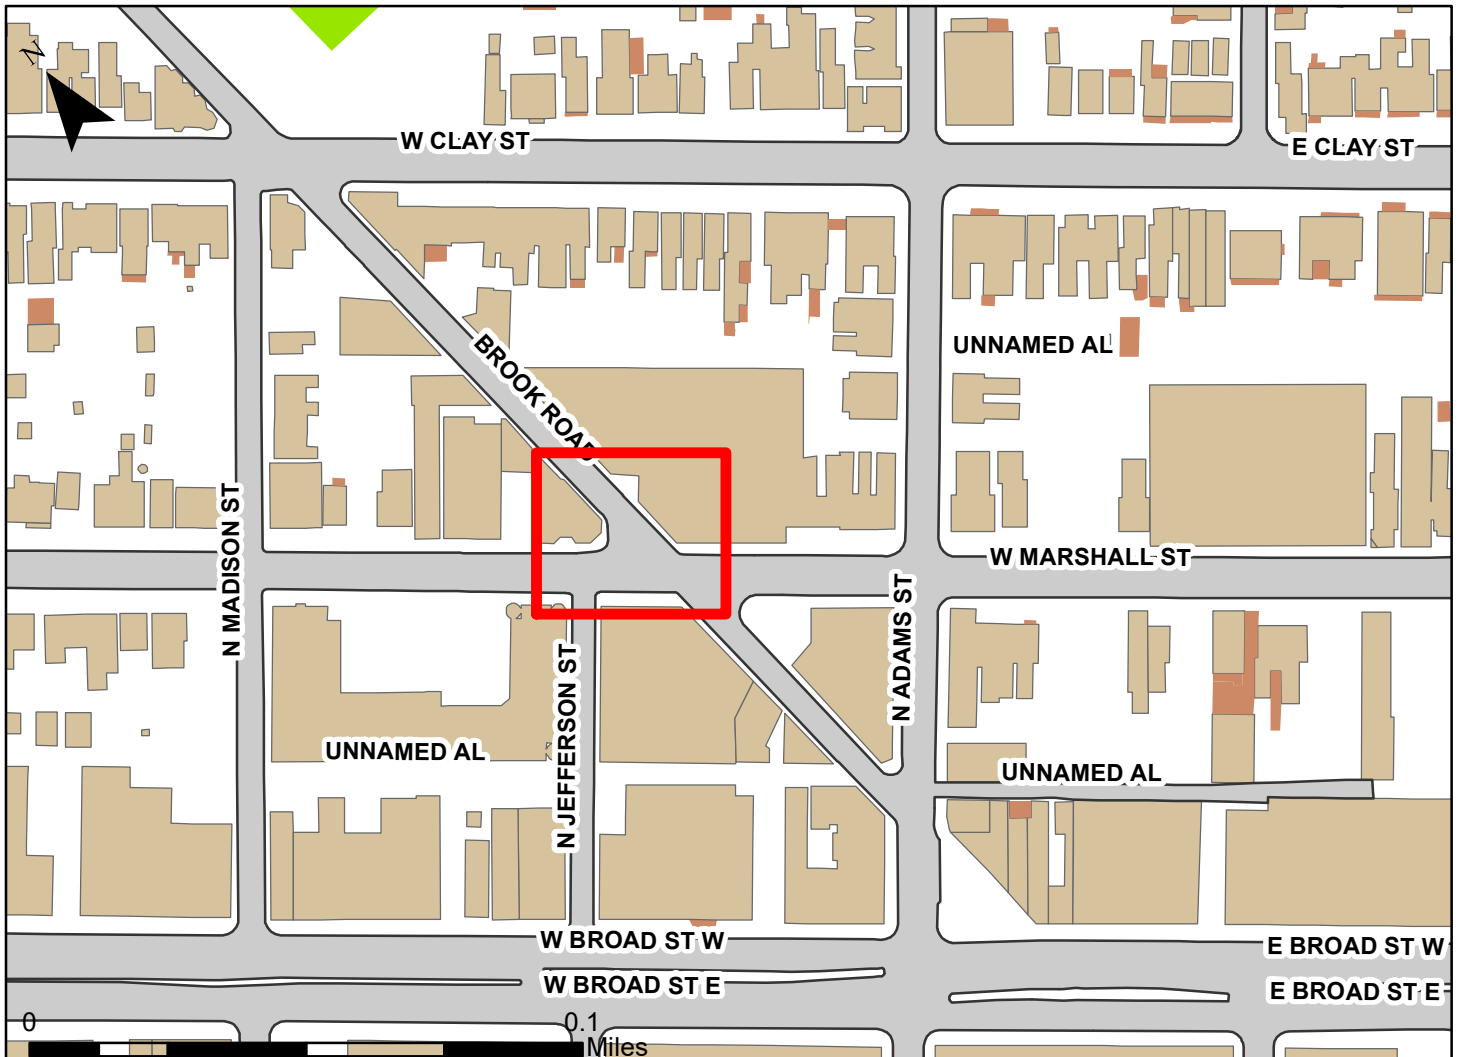 N
W CLAY ST
E CLAY ST
UNNAMED AL
BROOK ROAD
N MADISON ST
W MARSHALL ST
N ADAMS ST
N JEFFERSON ST
UNNAMED AL
UNNAMED AL
W BROAD ST W
E BROAD ST W
W BROAD ST E
E BROAD ST E
0
0.1
Miles